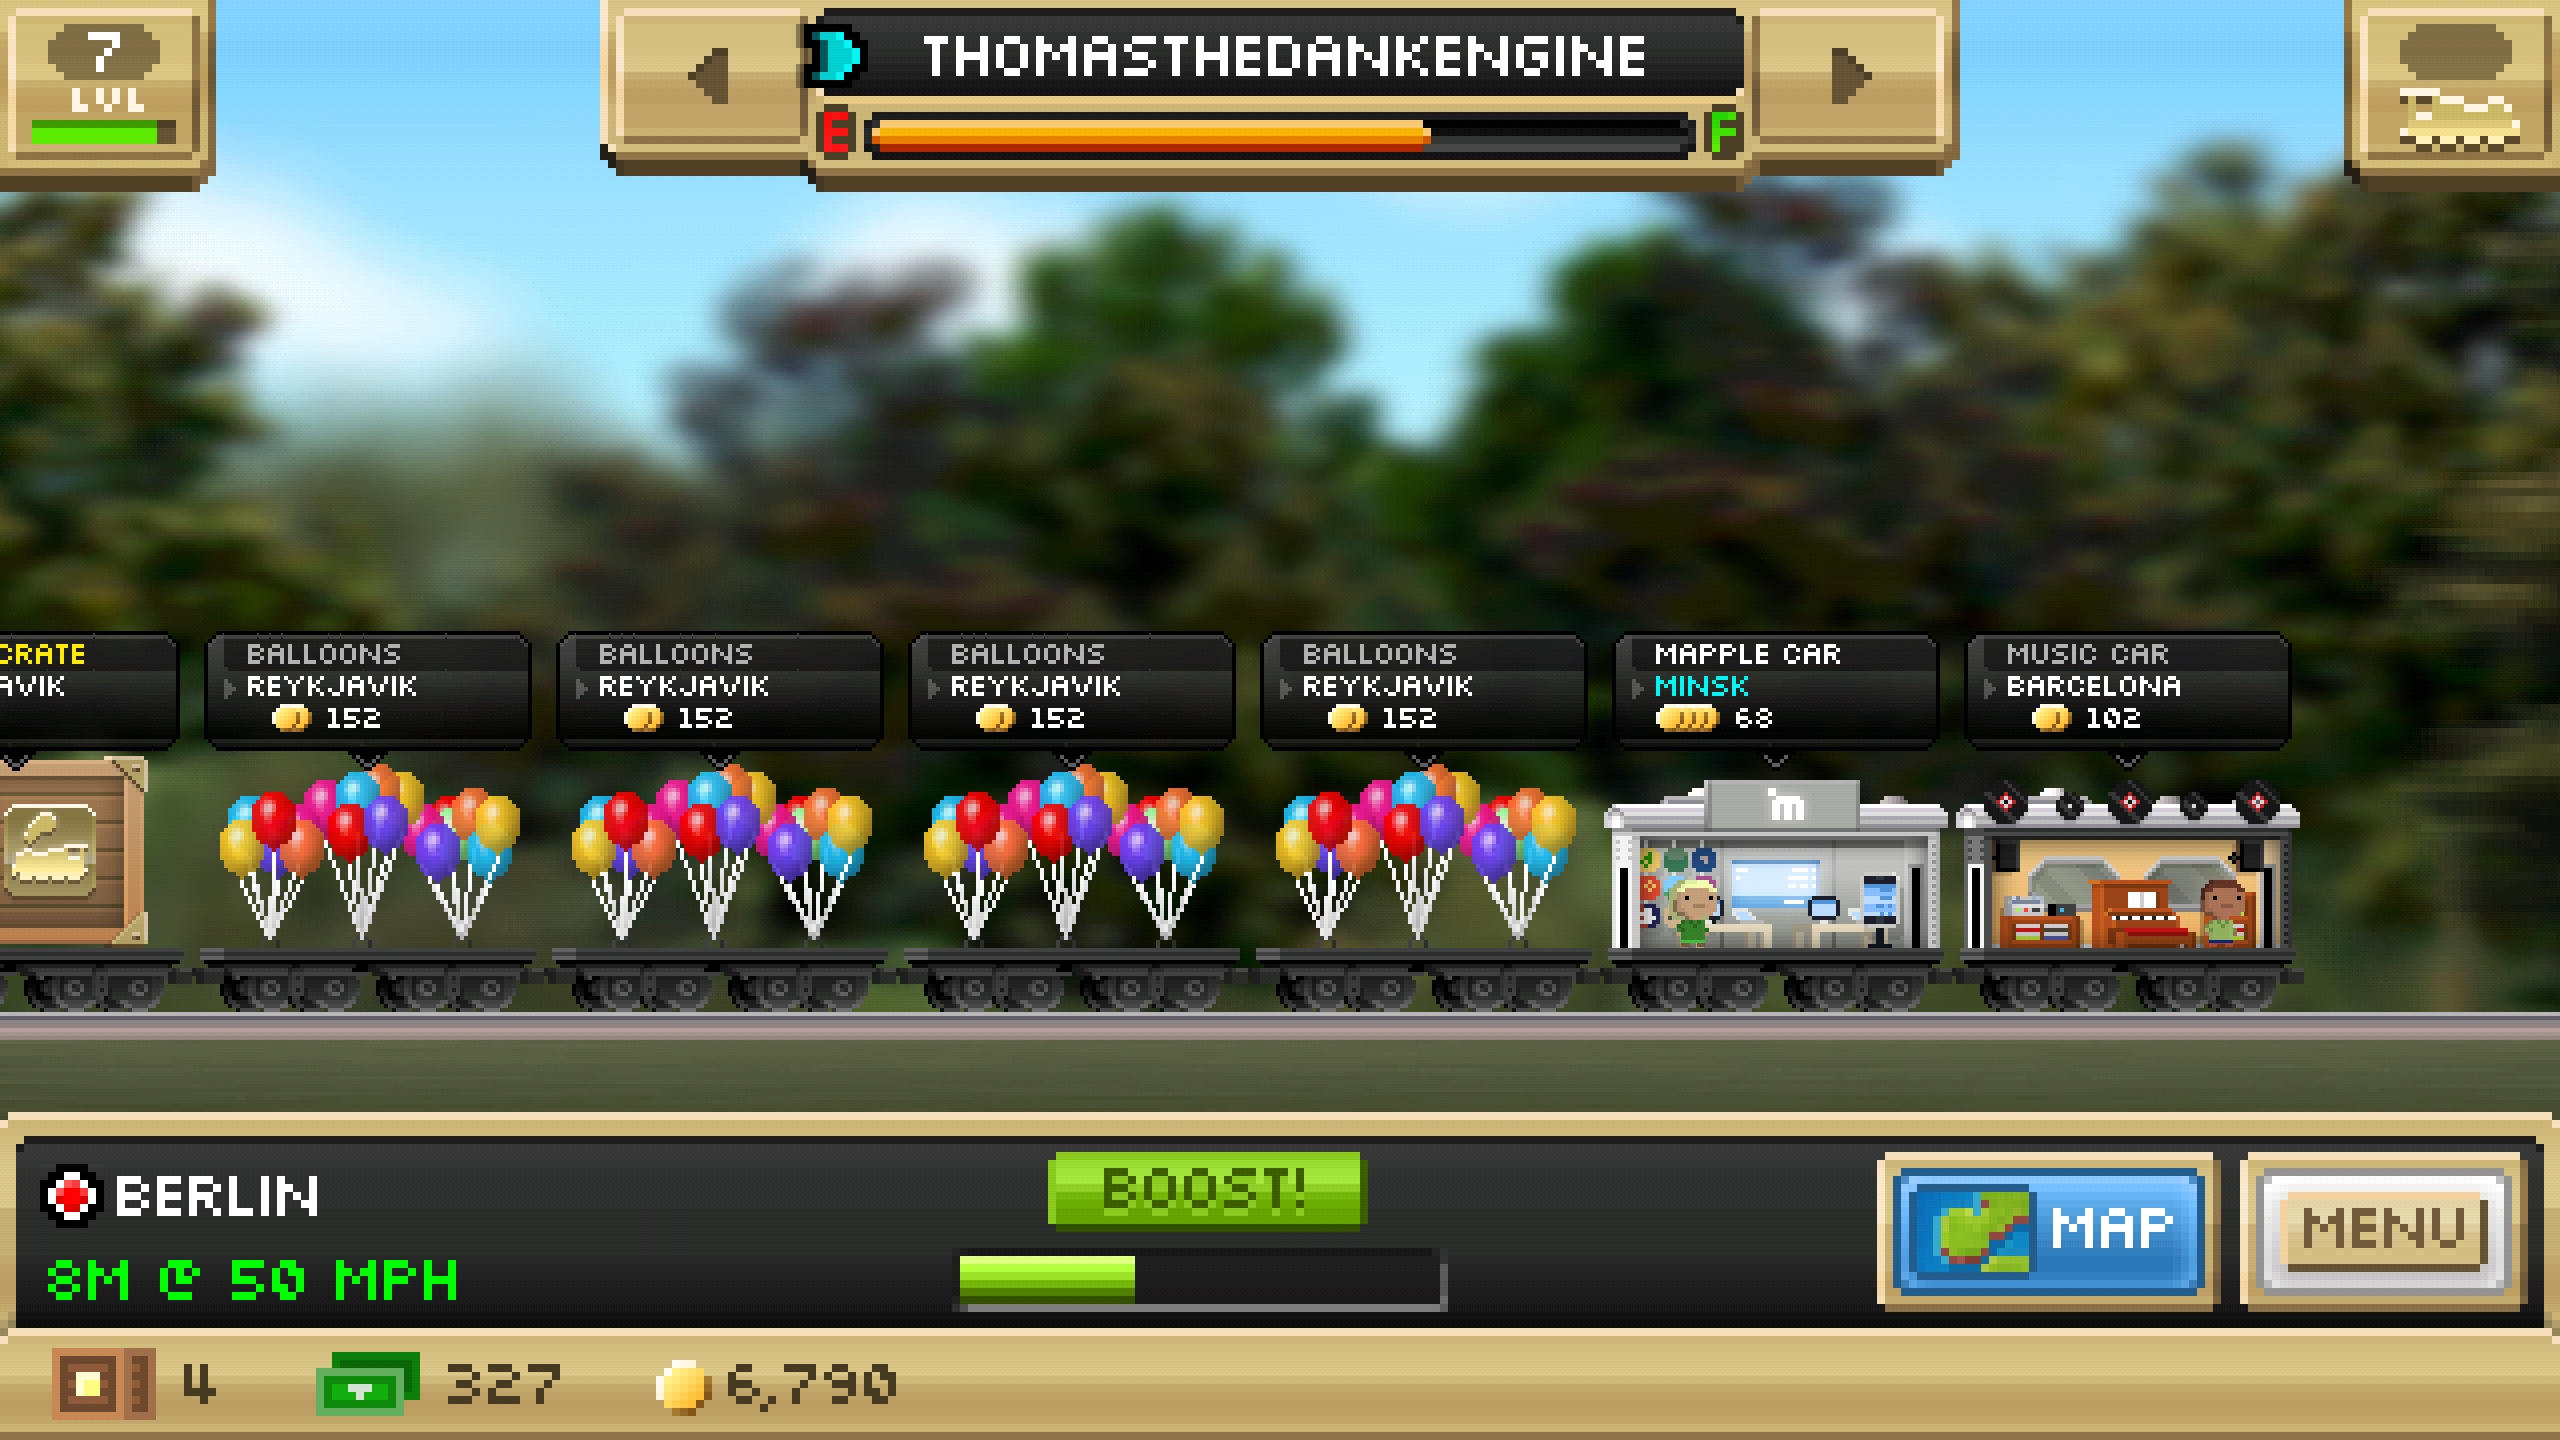 7
LVL
THOMASTHEDANKENGINE
E F
CRATE
AVIK
BALLOONS
REYKJAVIK
152
BALLOONS
REYKJAVIK
152
BALLOONS
REYKJAVIK
152
BALLOONS
REYKJAVIK
152
MAPPLE CAR
MINSK
68
MUSIC CAR
BARCELONA
102
m
BERLIN
8M @ 50 MPH
BOOST!
MAP
MENU
4
327
6,790